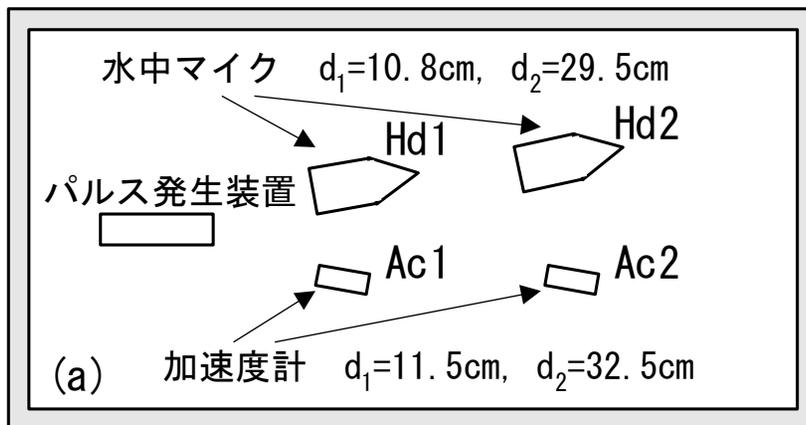 水中マイク d1=10.8cm, d2=29.5cm
Hd1 Hd2
パルス発生装置
Ac1 Ac2
(a) 加速度計 d1=11.5cm, d2=32.5cm